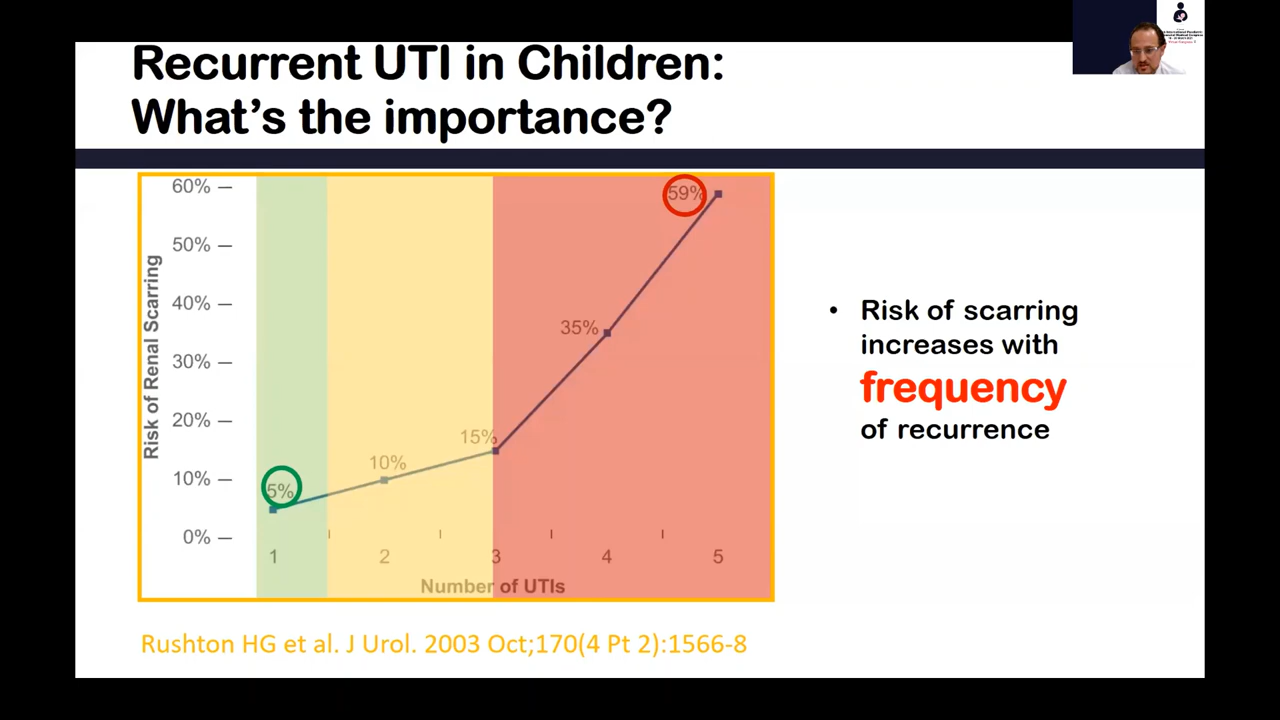 Recurrent UTI in Children:
What's the importance?
60%
50%
40%
30%
20%
10%
0%
Risk of Renal Scarring
5%
10%
15%
35%
59%
1
2
3
4
5
Number of UTIs
• Risk of scarring
increases with
frequency
of recurrence
Rushton HG et al. J Urol. 2003 Oct;170(4 Pt 2):1566-8